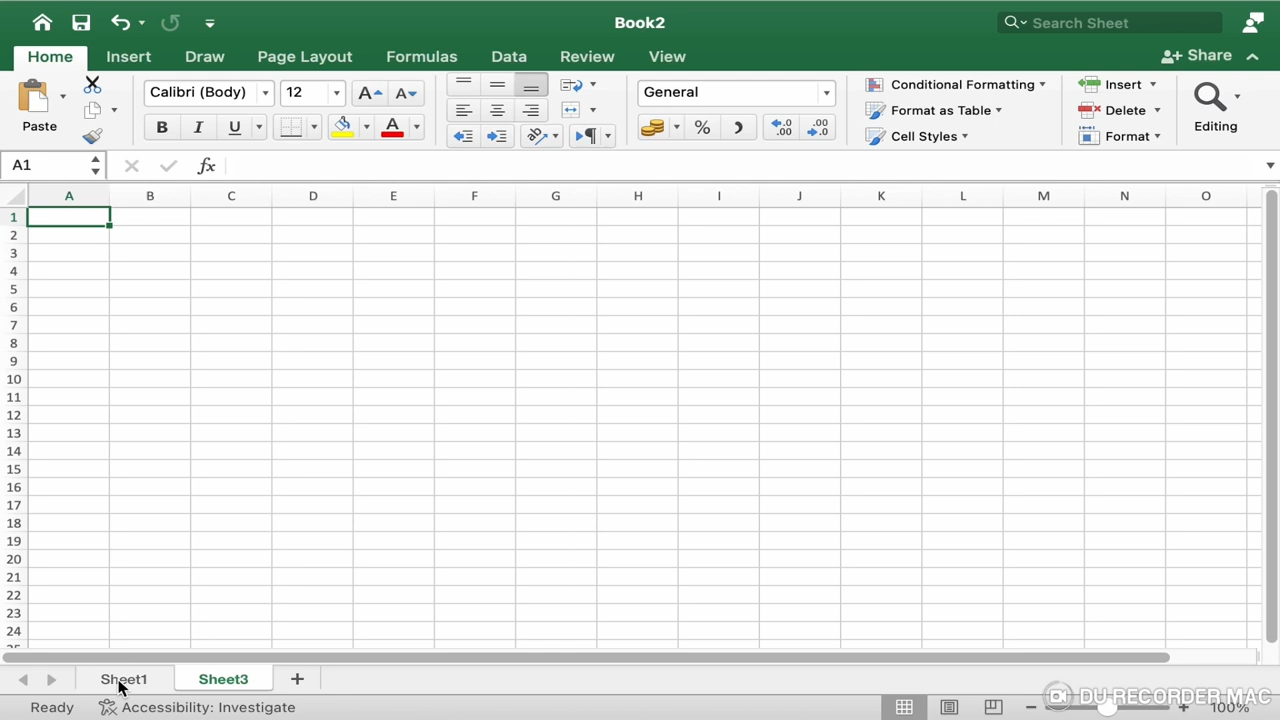 Book2
Search Sheet
Home Insert Draw Page Layout Formulas Data Review View
Share
Paste
Calibri (Body) 12
General
Conditional Formatting
Format as Table
Cell Styles
Insert
Delete
Format
Editing
A1 fx
A B C D E F G H I J K L M N O
1
2
3
4
5
6
7
8
9
10
11
12
13
14
15
16
17
18
19
20
21
22
23
24
25
Sheet1 Sheet3 +
Ready Accessibility: Investigate 100%
DU RECORDER MAC